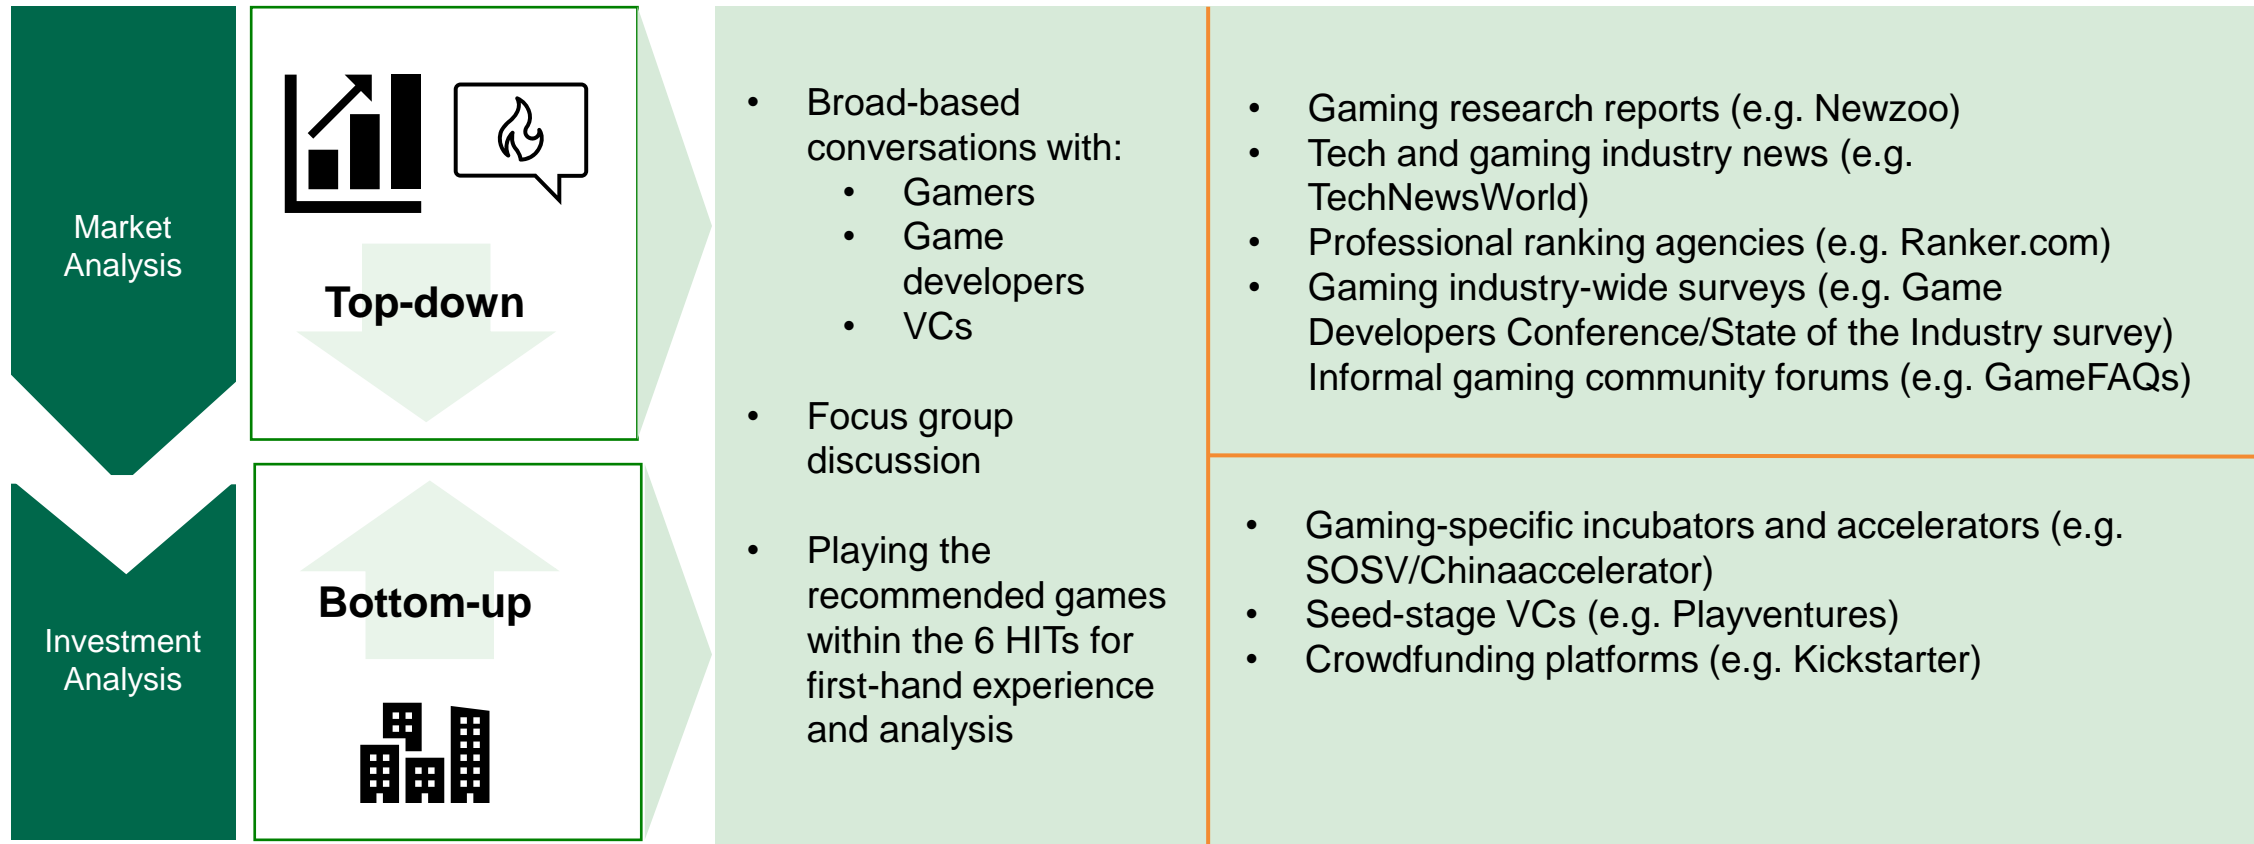 Market
Analysis
Top-down
Investment
Analysis
Bottom-up
• Broad-based
conversations with:
• Gamers
• Game
developers
• VCs
• Focus group
discussion
• Playing the
recommended games
within the 6 HITs for
first-hand experience
and analysis
• Gaming research reports (e.g. Newzoo)
• Tech and gaming industry news (e.g.
TechNewsWorld)
• Professional ranking agencies (e.g. Ranker.com)
• Gaming industry-wide surveys (e.g. Game
Developers Conference/State of the Industry survey)
Informal gaming community forums (e.g. GameFAQs)
• Gaming-specific incubators and accelerators (e.g.
SOSV/Chinaaccelerator)
• Seed-stage VCs (e.g. Playventures)
• Crowdfunding platforms (e.g. Kickstarter)